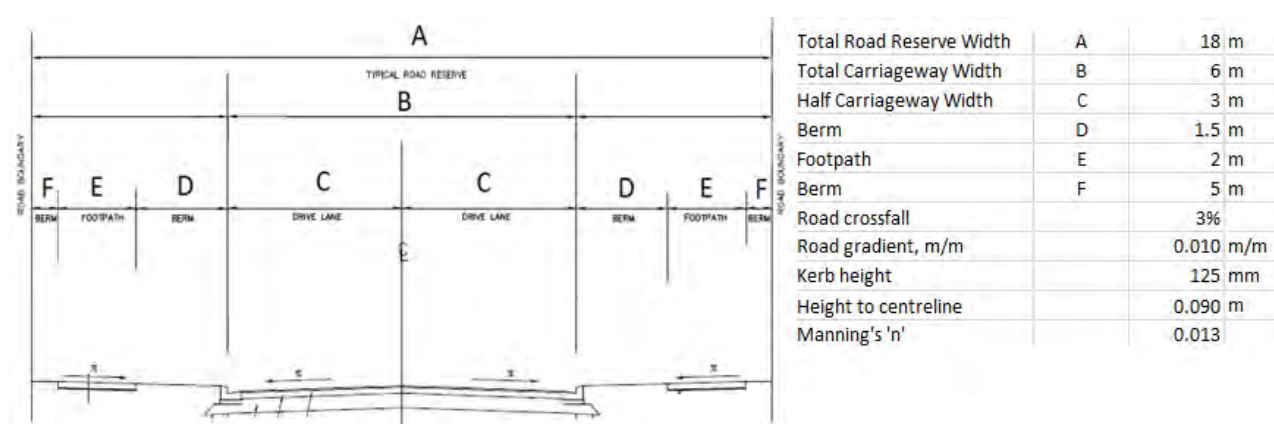 A
TYPICAL ROAD RESERVE
B
ROAD BOUNDARY
F E D C C D E F
BERM FOOTPATH BERM DRIVE LANE DRIVE LANE BERM FOOTPATH BERM
ROAD BOUNDARY
Total Road Reserve Width A 18 m
Total Carriageway Width B 6 m
Half Carriageway Width C 3 m
Berm D 1.5 m
Footpath E 2 m
Berm F 5 m
Road crossfall 3%
Road gradient, m/m 0.010 m/m
Kerb height 125 mm
Height to centreline 0.090 m
Manning's 'n' 0.013